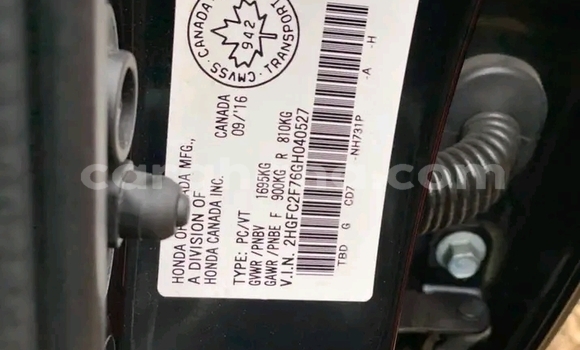 CMVSS · CANADA
942
TRANSPORT
HONDA OF CANADA MFG.,
A DIVISION OF
HONDA CANADA INC.
CANADA
09/'16
TYPE: PC/VT
GVWR/PNBV 1695KG
GAWR/PNBE F 900KG R 810KG
V.I.N. 2HGFC2F76GH040527
TBD G CD7 -NH731P -A -H